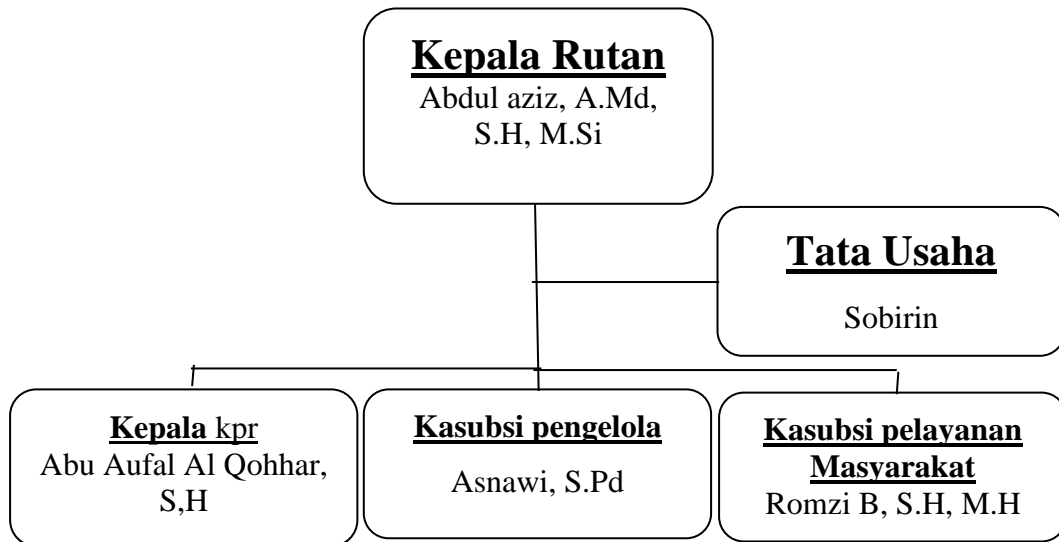 Kepala Rutan
Abdul aziz, A.Md,
S.H, M.Si
Tata Usaha
Sobirin
Kepala kpr
Abu Aufal Al Qohhar,
S,H
Kasubsi pengelola
Asnawi, S.Pd
Kasubsi pelayanan
Masyarakat
Romzi B, S.H, M.H